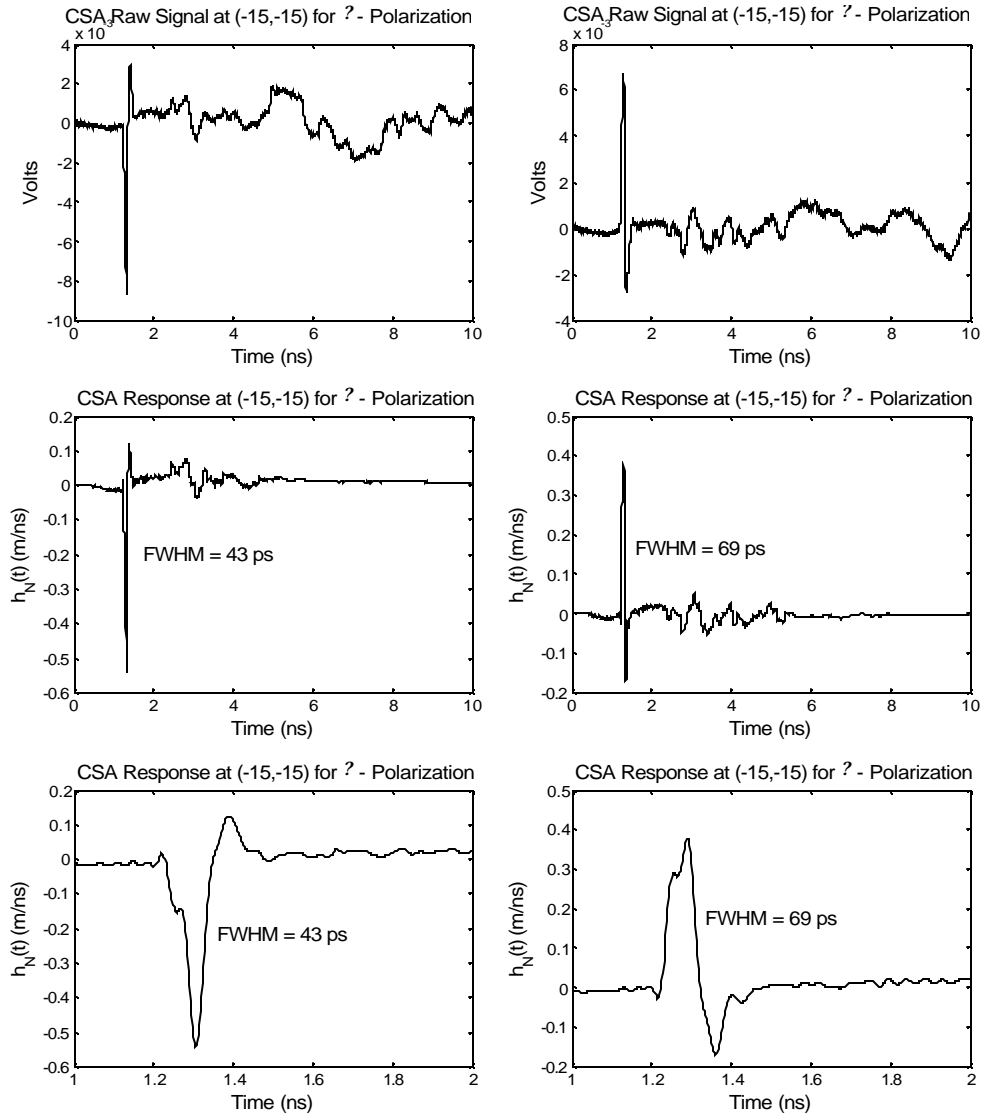 CSA Raw Signal at (-15,-15) for ? - Polarization
x 10-3
4
2
0
-2
-4
-6
-8
-10
Volts
0 2 4 6 8 10
Time (ns)
CSA Raw Signal at (-15,-15) for ? - Polarization
x 10-3
8
6
4
2
0
-2
-4
Volts
0 2 4 6 8 10
Time (ns)
CSA Response at (-15,-15) for ? - Polarization
0.2
0.1
0
-0.1
-0.2
-0.3
-0.4
-0.5
-0.6
h_N(t) (m/ns)
FWHM = 43 ps
0 2 4 6 8 10
Time (ns)
CSA Response at (-15,-15) for ? - Polarization
0.5
0.4
0.3
0.2
0.1
0
-0.1
-0.2
h_N(t) (m/ns)
FWHM = 69 ps
0 2 4 6 8 10
Time (ns)
CSA Response at (-15,-15) for ? - Polarization
0.2
0.1
0
-0.1
-0.2
-0.3
-0.4
-0.5
-0.6
h_N(t) (m/ns)
FWHM = 43 ps
1 1.2 1.4 1.6 1.8 2
Time (ns)
CSA Response at (-15,-15) for ? - Polarization
0.5
0.4
0.3
0.2
0.1
0
-0.1
-0.2
h_N(t) (m/ns)
FWHM = 69 ps
1 1.2 1.4 1.6 1.8 2
Time (ns)